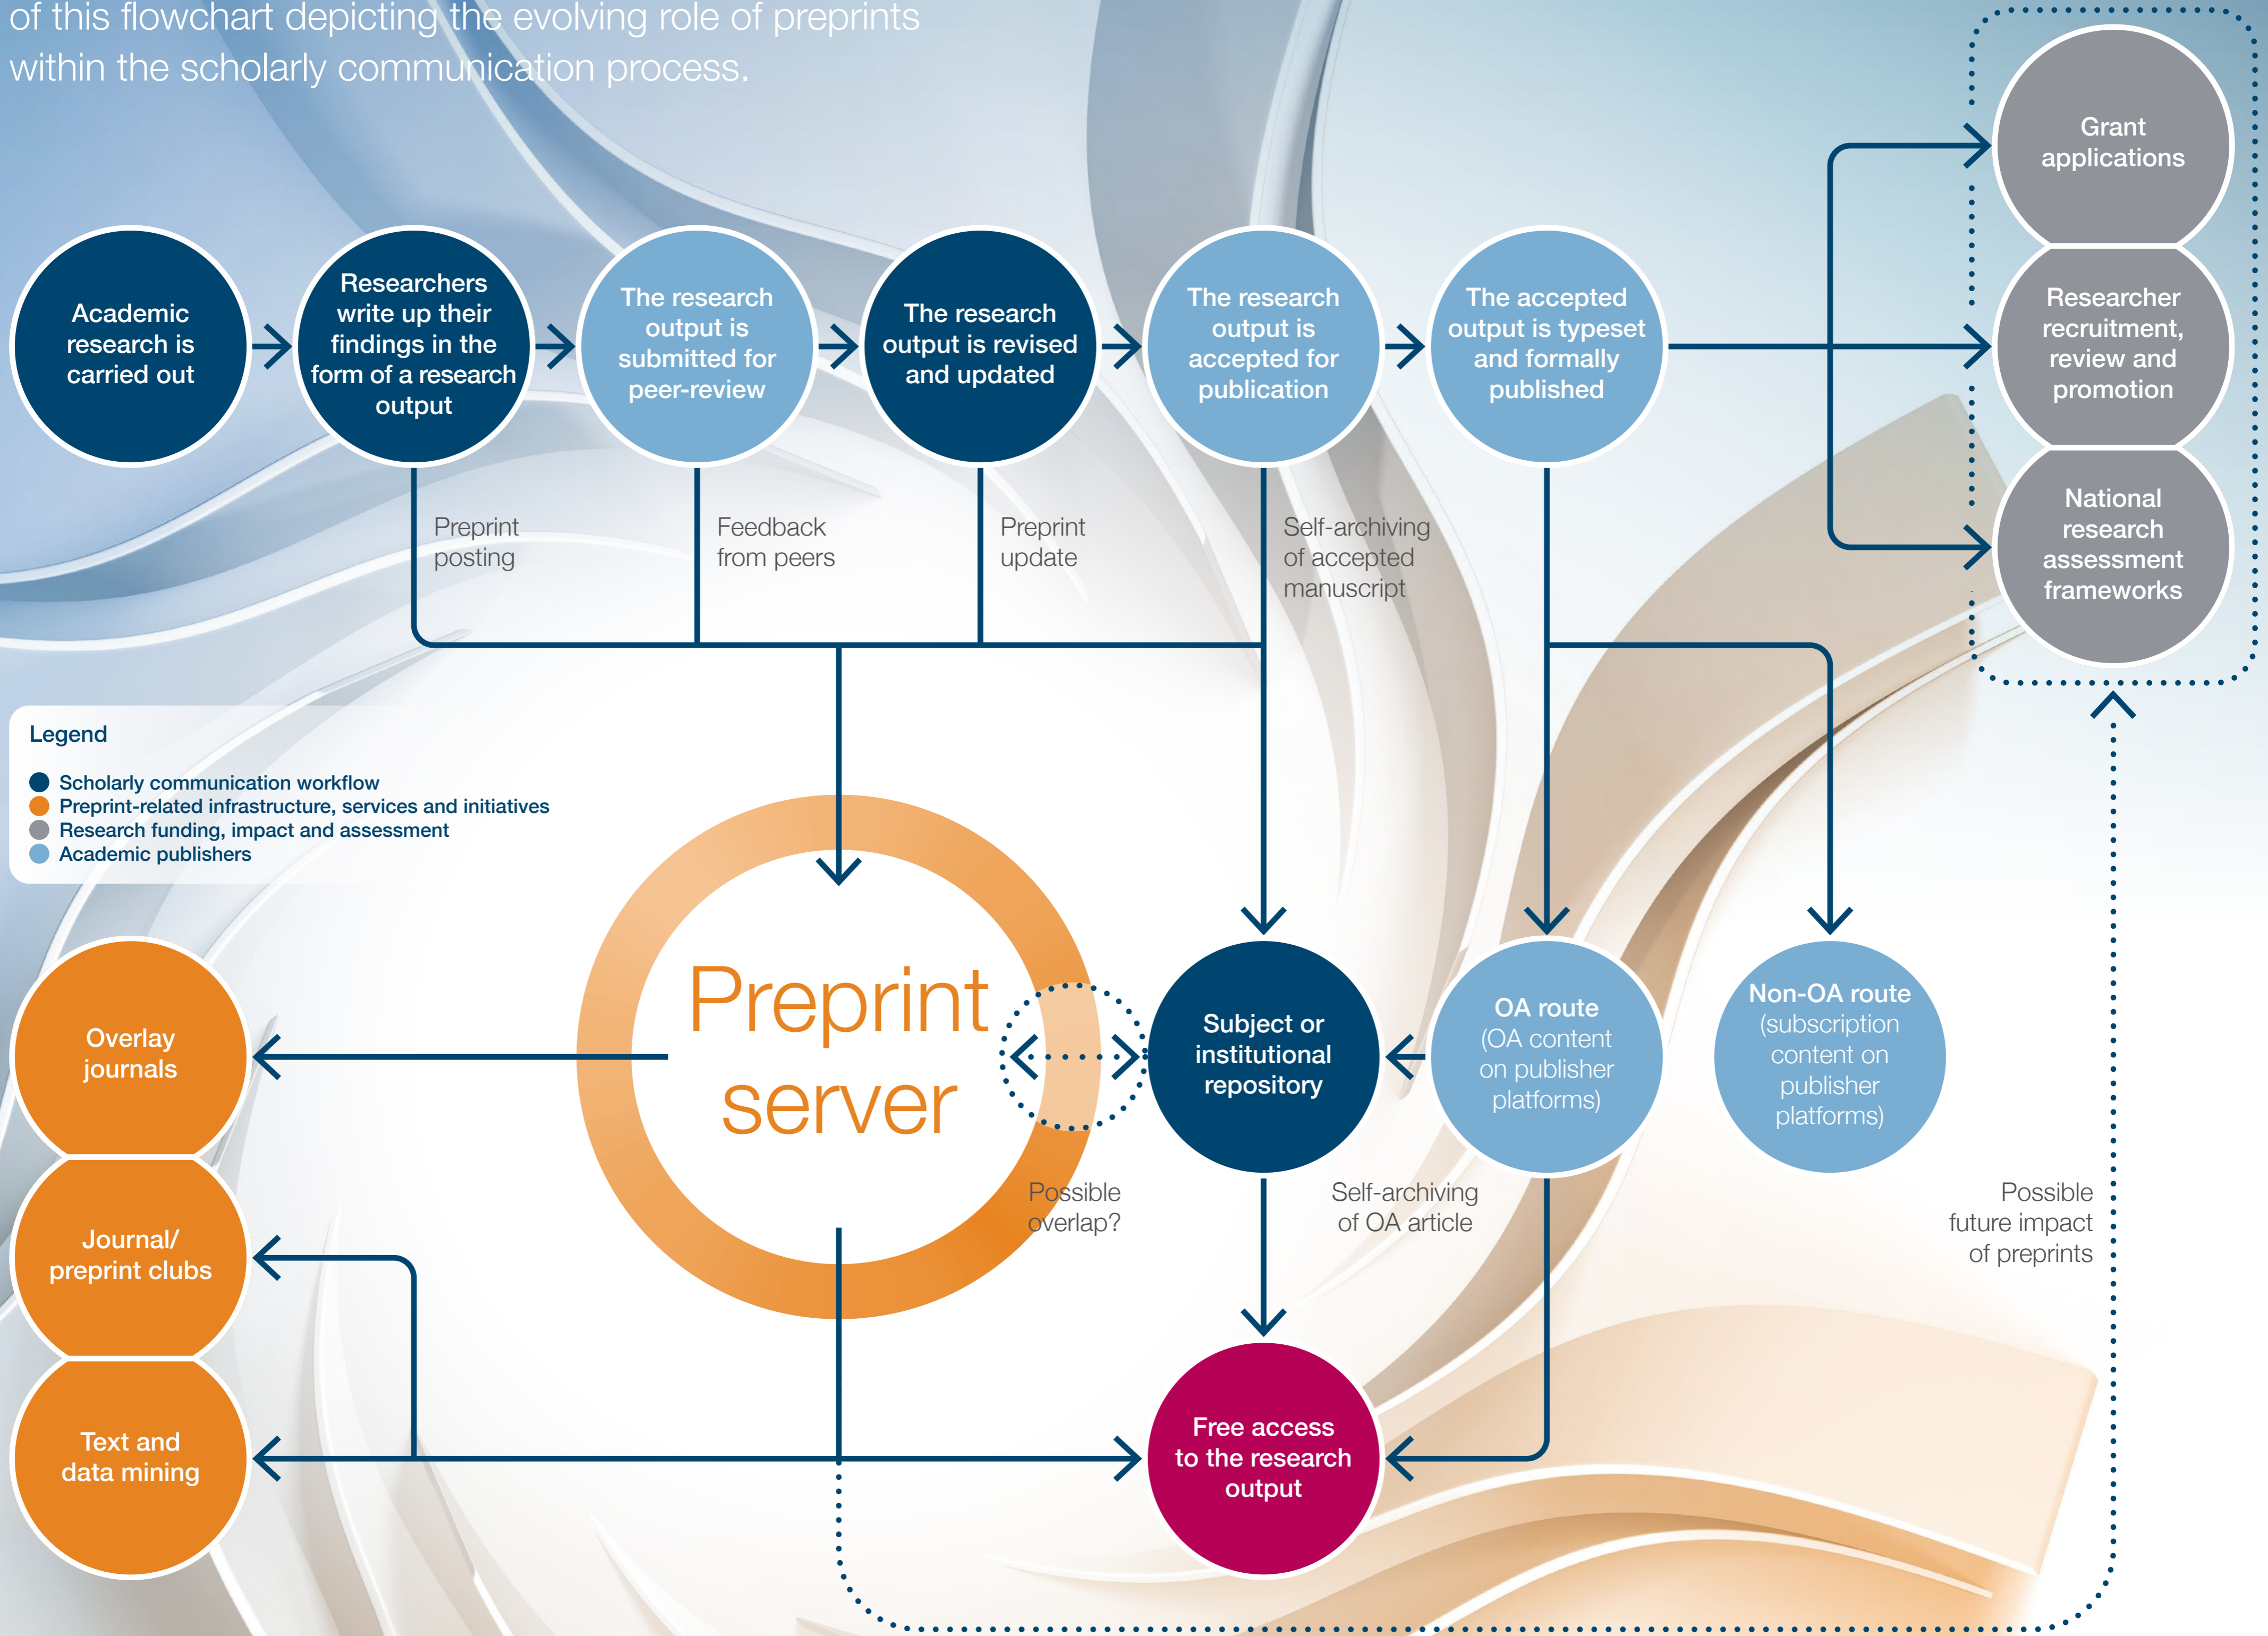 of this flowchart depicting the evolving role of preprints
within the scholarly communication process.
Grant
applications
Academic
research is
carried out
Researchers
write up their
findings in the
form of a research
output
The research
output is
submitted for
peer-review
The research
output is revised
and updated
The research
output is
accepted for
publication
The accepted
output is typeset
and formally
published
Researcher
recruitment,
review and
promotion
National
research
assessment
frameworks
Preprint
posting
Feedback
from peers
Preprint
update
Self-archiving
of accepted
manuscript
Legend
Scholarly communication workflow
Preprint-related infrastructure, services and initiatives
Research funding, impact and assessment
Academic publishers
Overlay
journals
Preprint
server
Subject or
institutional
repository
OA route
(OA content
on publisher
platforms)
Non-OA route
(subscription
content on
publisher
platforms)
Possible
overlap?
Self-archiving
of OA article
Possible
future impact
of preprints
Journal/
preprint clubs
Text and
data mining
Free access
to the research
output